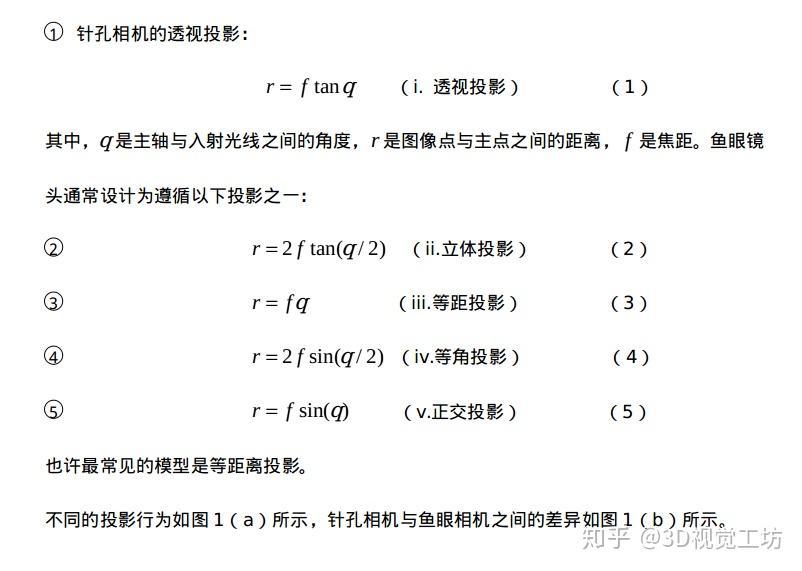 ① 针孔相机的透视投影：
r = f tan q （i. 透视投影） （1）
其中，q是主轴与入射光线之间的角度，r是图像点与主点之间的距离，f 是焦距。鱼眼镜
头通常设计为遵循以下投影之一：
② r = 2 f tan(q / 2) （ii.立体投影） （2）
③ r = f q （iii.等距投影） （3）
④ r = 2 f sin(q / 2) （iv.等角投影） （4）
⑤ r = f sin(q) （v.正交投影） （5）
也许最常见的模型是等距离投影。
不同的投影行为如图1（a）所示，针孔相机与鱼眼相机之间的差异如图1（b）所示。
知乎 @3D视觉工坊